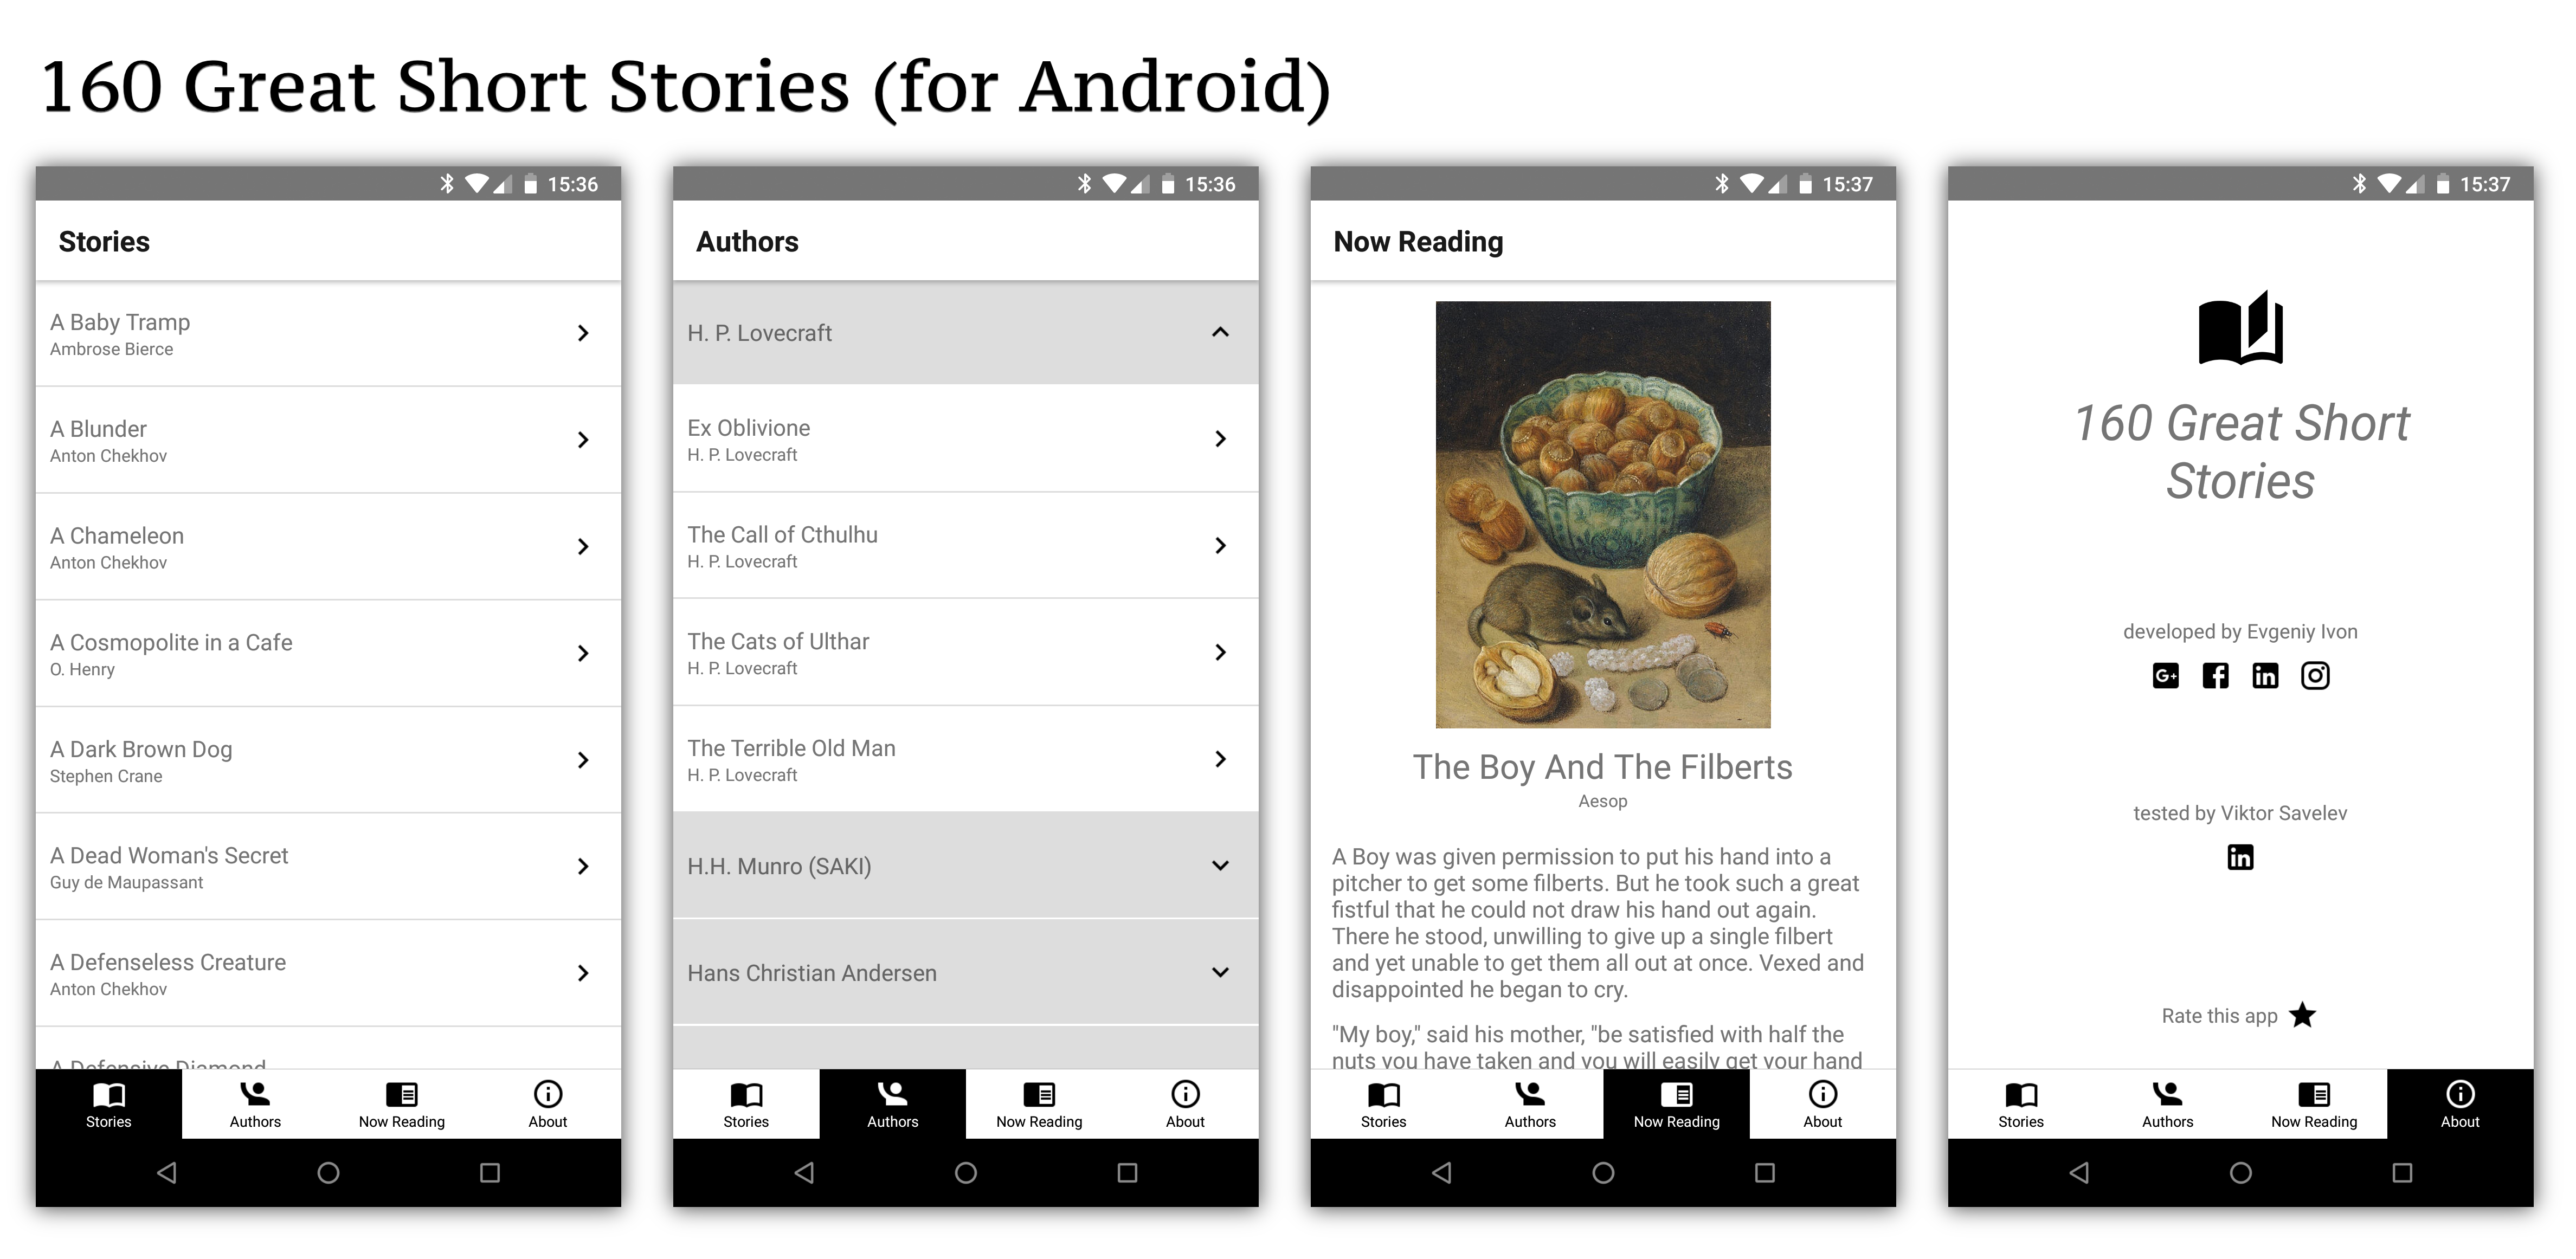 160 Great Short Stories (for Android)
15:36
Stories
A Baby Tramp
Ambrose Bierce
A Blunder
Anton Chekhov
A Chameleon
Anton Chekhov
A Cosmopolite in a Cafe
O. Henry
A Dark Brown Dog
Stephen Crane
A Dead Woman's Secret
Guy de Maupassant
A Defenseless Creature
Anton Chekhov
A Defensive Diamond
Stories
Authors
Now Reading
About
15:36
Authors
H. P. Lovecraft
Ex Oblivione
H. P. Lovecraft
The Call of Cthulhu
H. P. Lovecraft
The Cats of Ulthar
H. P. Lovecraft
The Terrible Old Man
H. P. Lovecraft
H.H. Munro (SAKI)
Hans Christian Andersen
Stories
Authors
Now Reading
About
15:37
Now Reading
The Boy And The Filberts
Aesop
A Boy was given permission to put his hand into a
pitcher to get some filberts. But he took such a great
fistful that he could not draw his hand out again.
There he stood, unwilling to give up a single filbert
and yet unable to get them all out at once. Vexed and
disappointed he began to cry.
"My boy," said his mother, "be satisfied with half the
nuts you have taken and you will easily get your hand
Stories
Authors
Now Reading
About
15:37
160 Great Short
Stories
developed by Evgeniy Ivon
G+
f
in
tested by Viktor Savelev
in
Rate this app
Stories
Authors
Now Reading
About